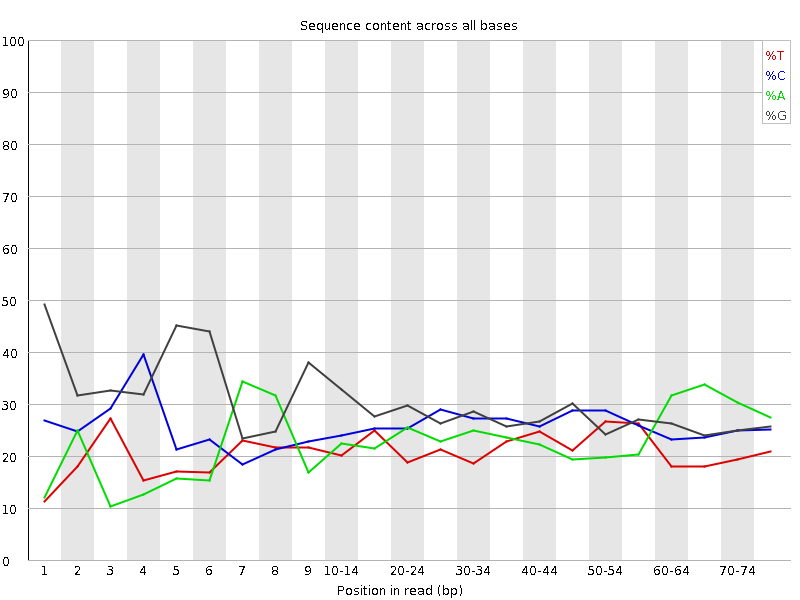 Sequence content across all bases
%T
%C
%A
%G
100
90
80
70
60
50
40
30
20
10
0
1 2 3 4 5 6 7 8 9 10-14 20-24 30-34 40-44 50-54 60-64 70-74
Position in read (bp)